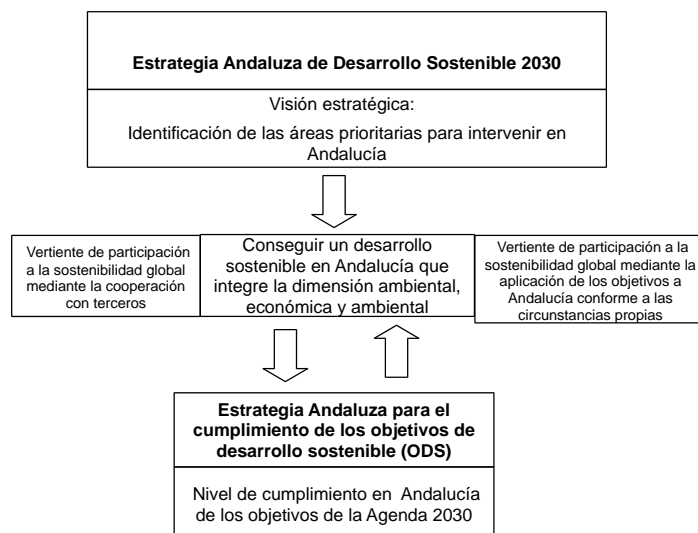 Estrategia Andaluza de Desarrollo Sostenible 2030
Visión estratégica:
Identificación de las áreas prioritarias para intervenir en
Andalucía
Vertiente de participación
a la sostenibilidad global
mediante la cooperación
con terceros
Conseguir un desarrollo
sostenible en Andalucía que
integre la dimensión ambiental,
económica y ambiental
Vertiente de participación a la
sostenibilidad global mediante la
aplicación de los objetivos a
Andalucía conforme a las
circunstancias propias
Estrategia Andaluza para el
cumplimiento de los objetivos de
desarrollo sostenible (ODS)
Nivel de cumplimiento en Andalucía
de los objetivos de la Agenda 2030